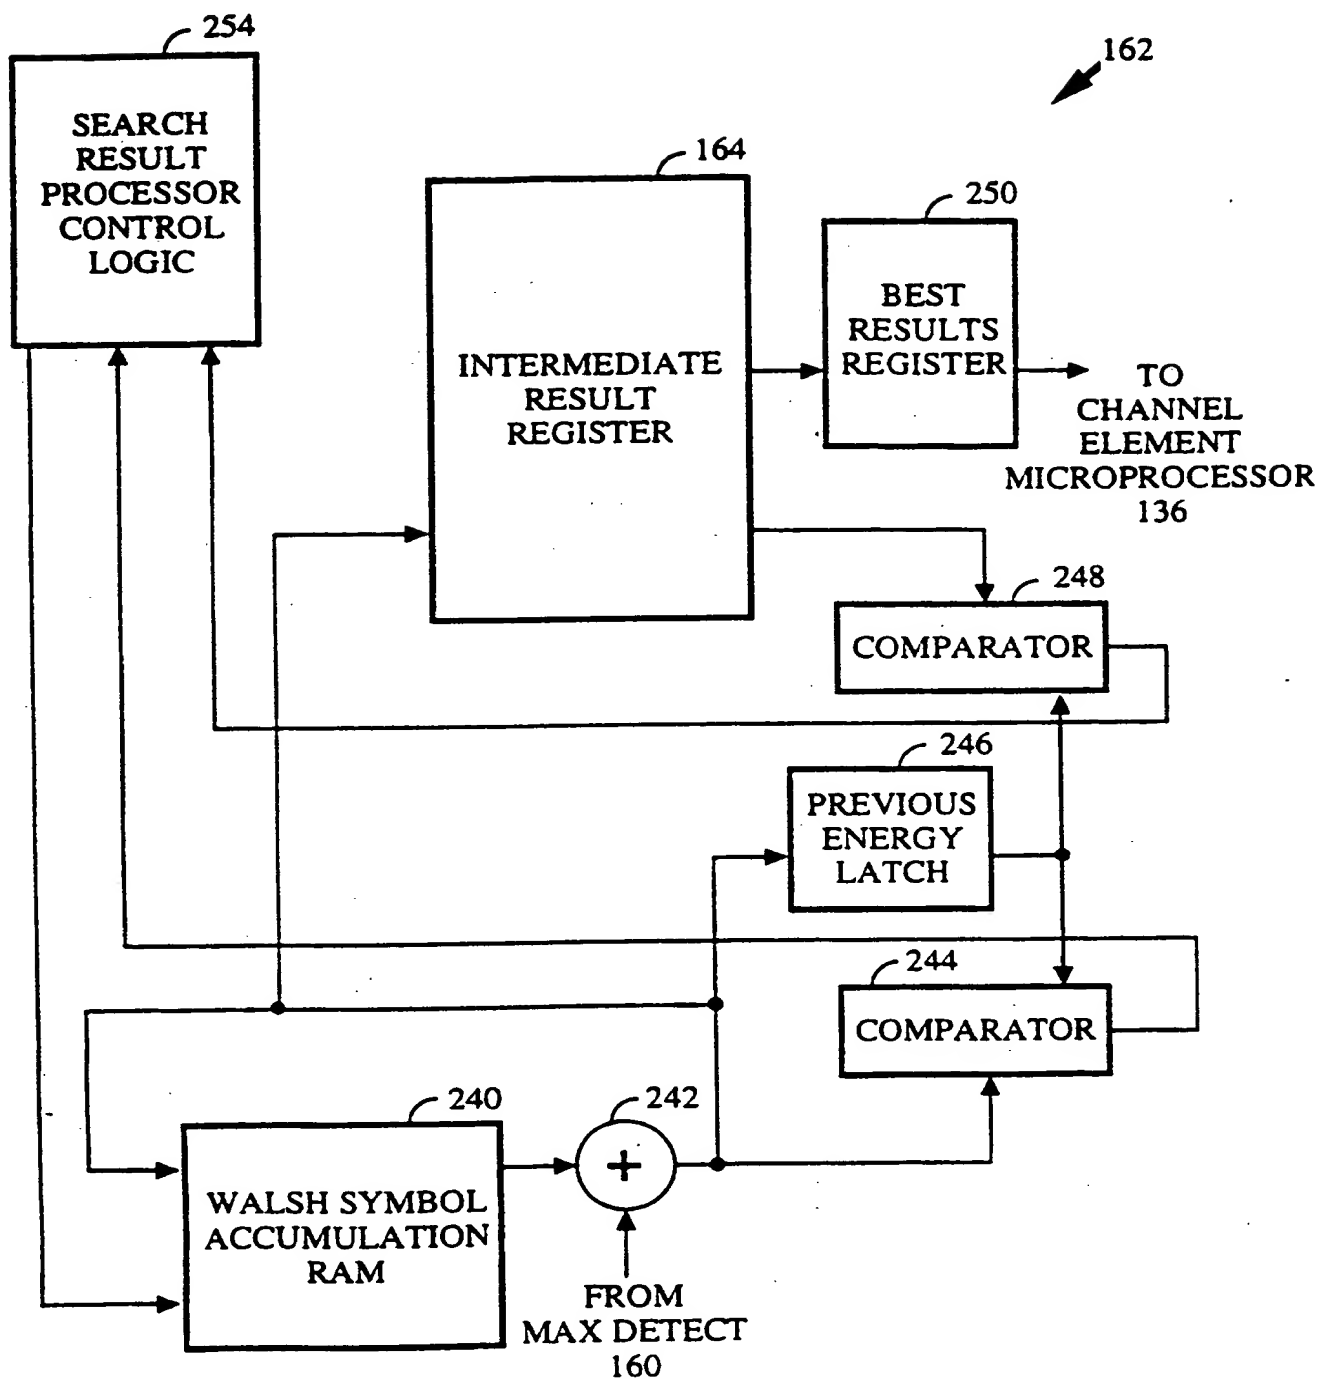 254
162
SEARCH
RESULT
PROCESSOR
CONTROL
LOGIC
164
INTERMEDIATE
RESULT
REGISTER
250
BEST
RESULTS
REGISTER
TO
CHANNEL
ELEMENT
MICROPROCESSOR
136
248
COMPARATOR
246
PREVIOUS
ENERGY
LATCH
244
COMPARATOR
240
WALSH SYMBOL
ACCUMULATION
RAM
242
+
FROM
MAX DETECT
160